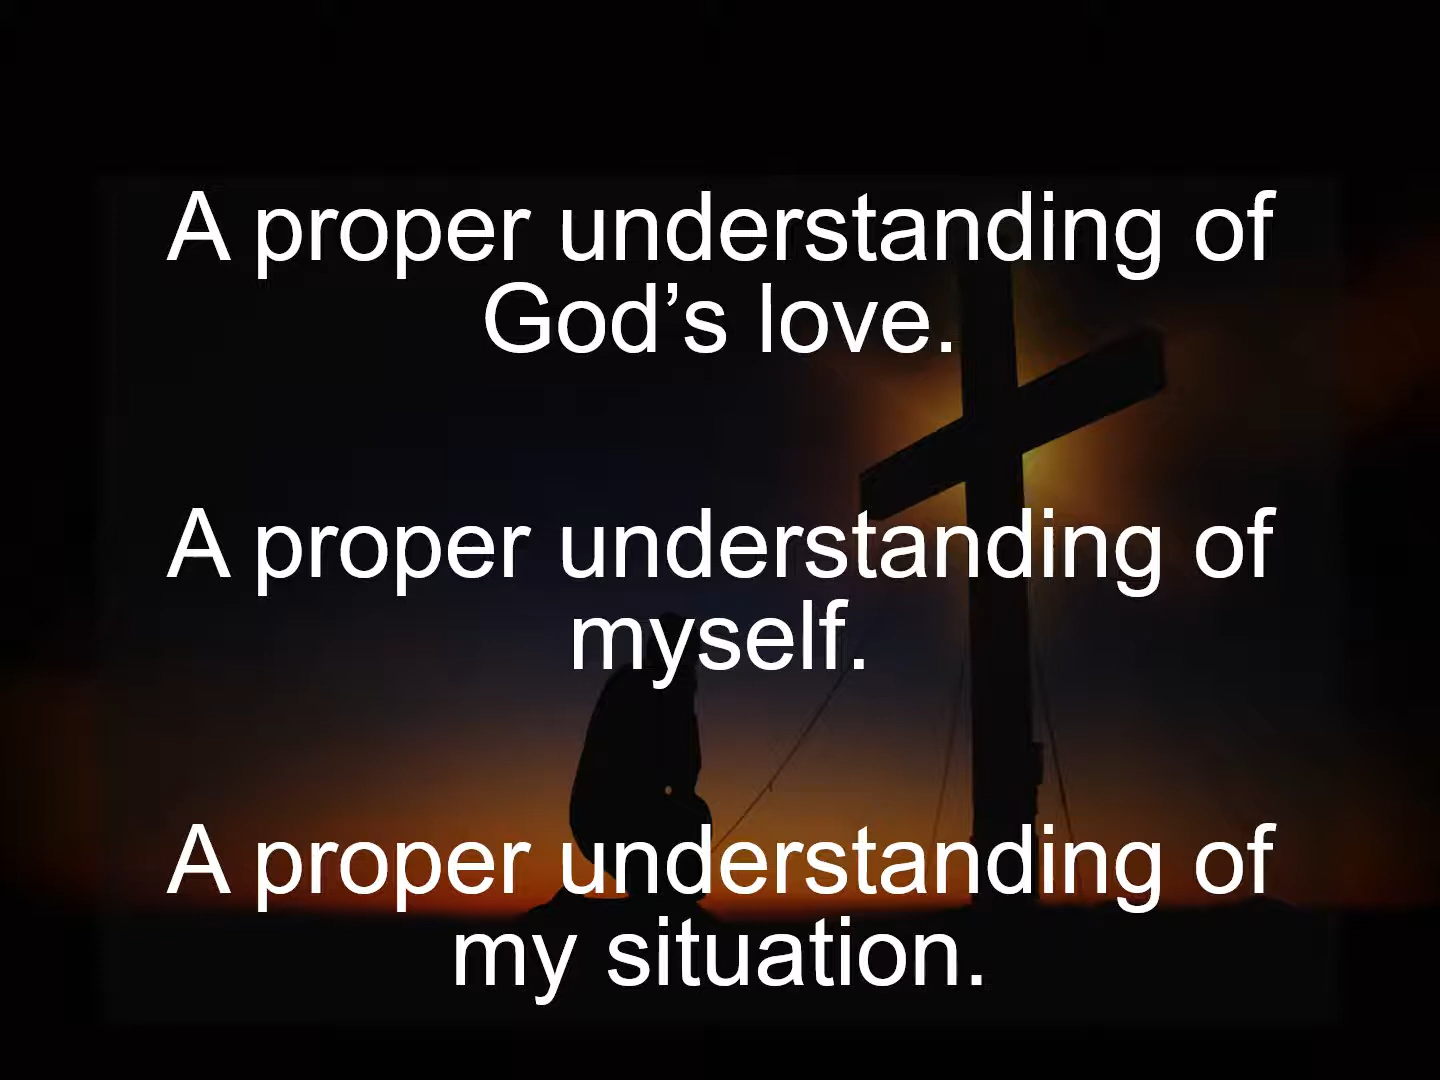 A proper understanding of
God’s love.
A proper understanding of
myself.
A proper understanding of
my situation.